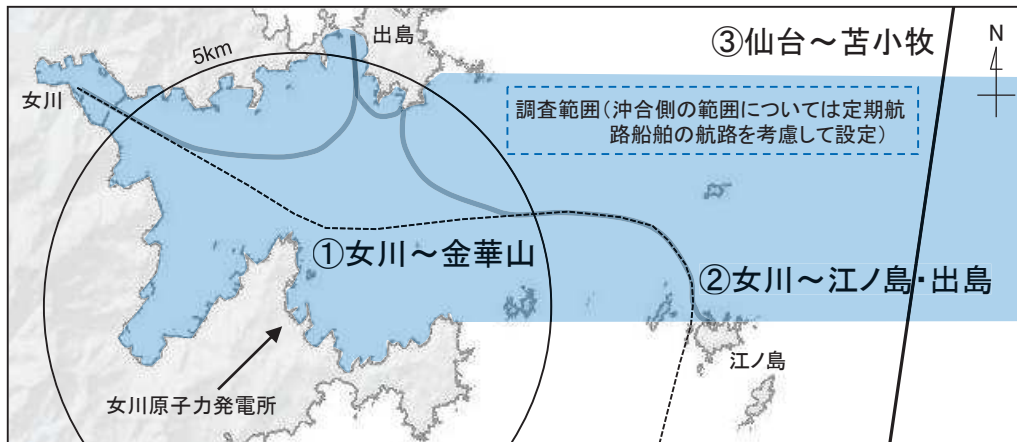 出島
③仙台～苫小牧
N
5km
女川
調査範囲（沖合側の範囲については定期航
路船舶の航路を考慮して設定）
①女川～金華山
②女川～江ノ島・出島
江ノ島
女川原子力発電所